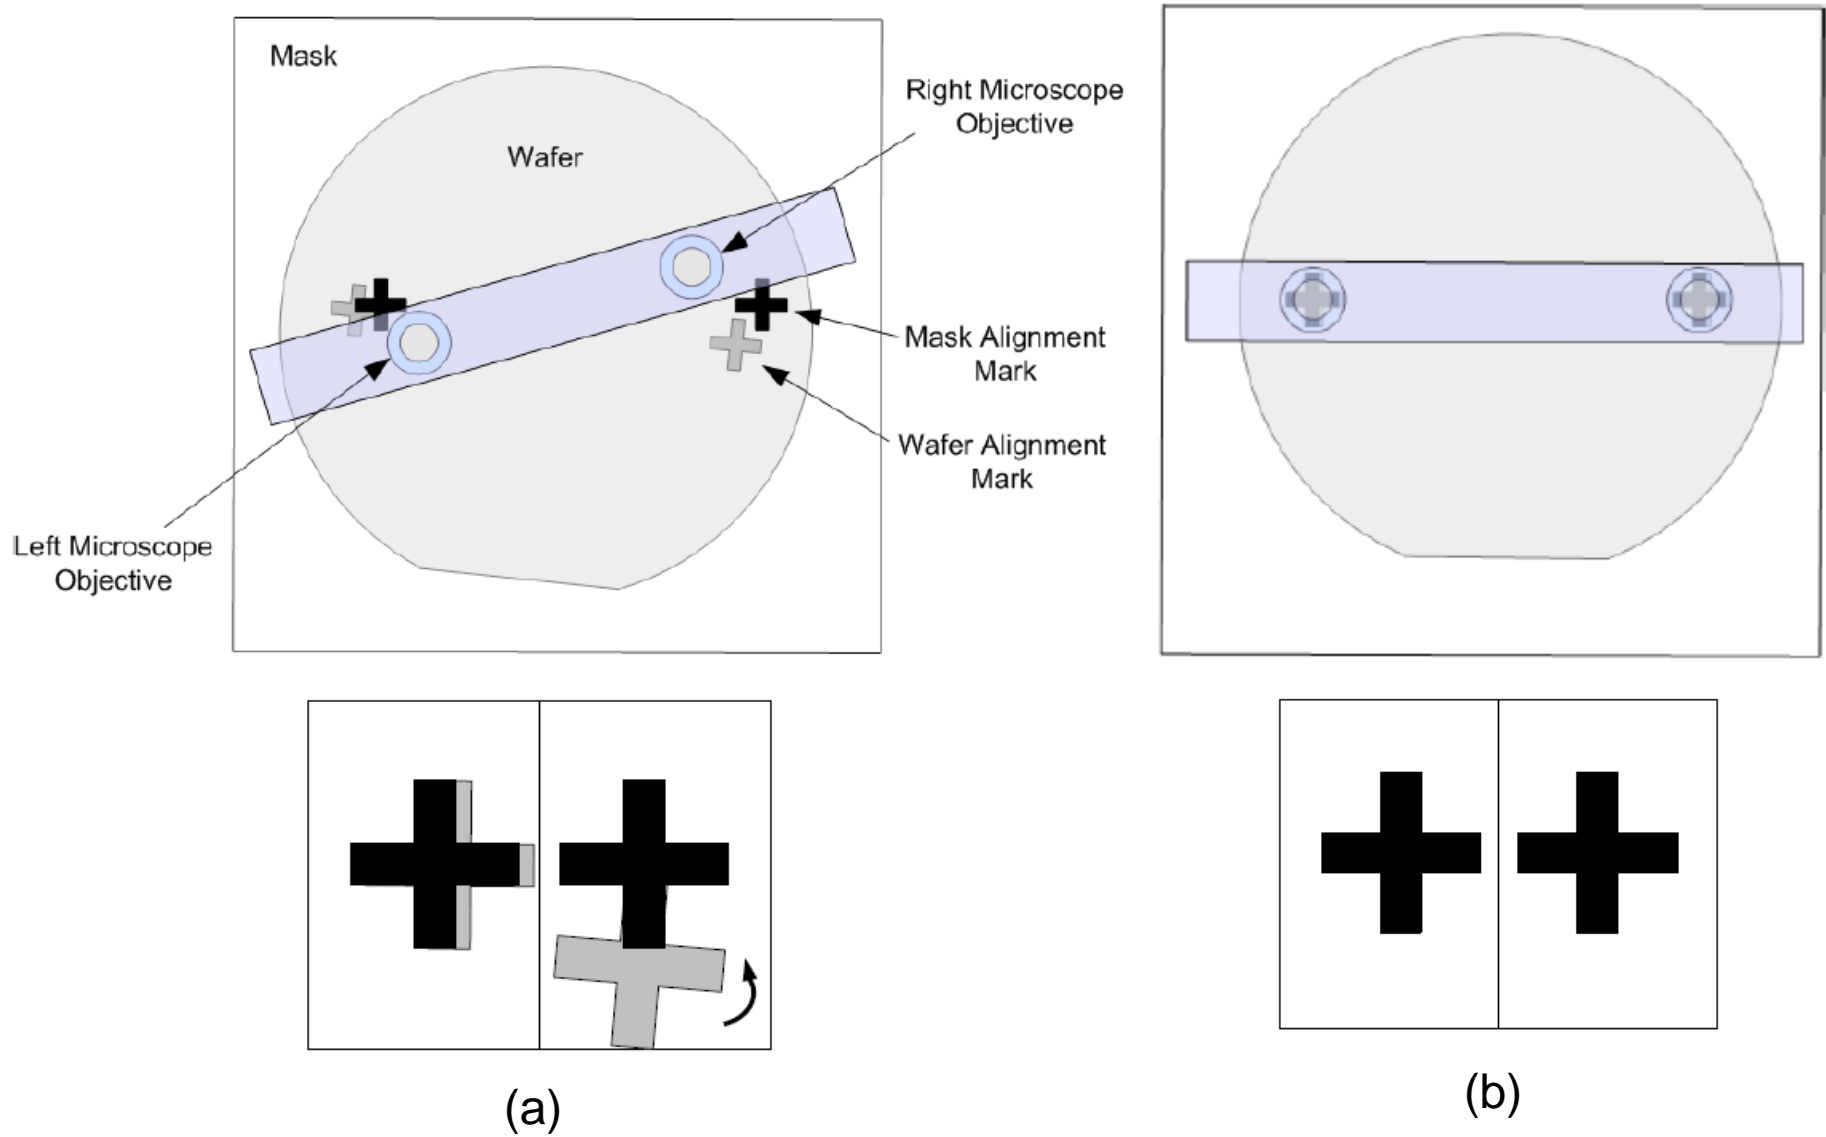 Mask
Wafer
Right Microscope
Objective
Mask Alignment
Mark
Wafer Alignment
Mark
Left Microscope
Objective
(a)
(b)